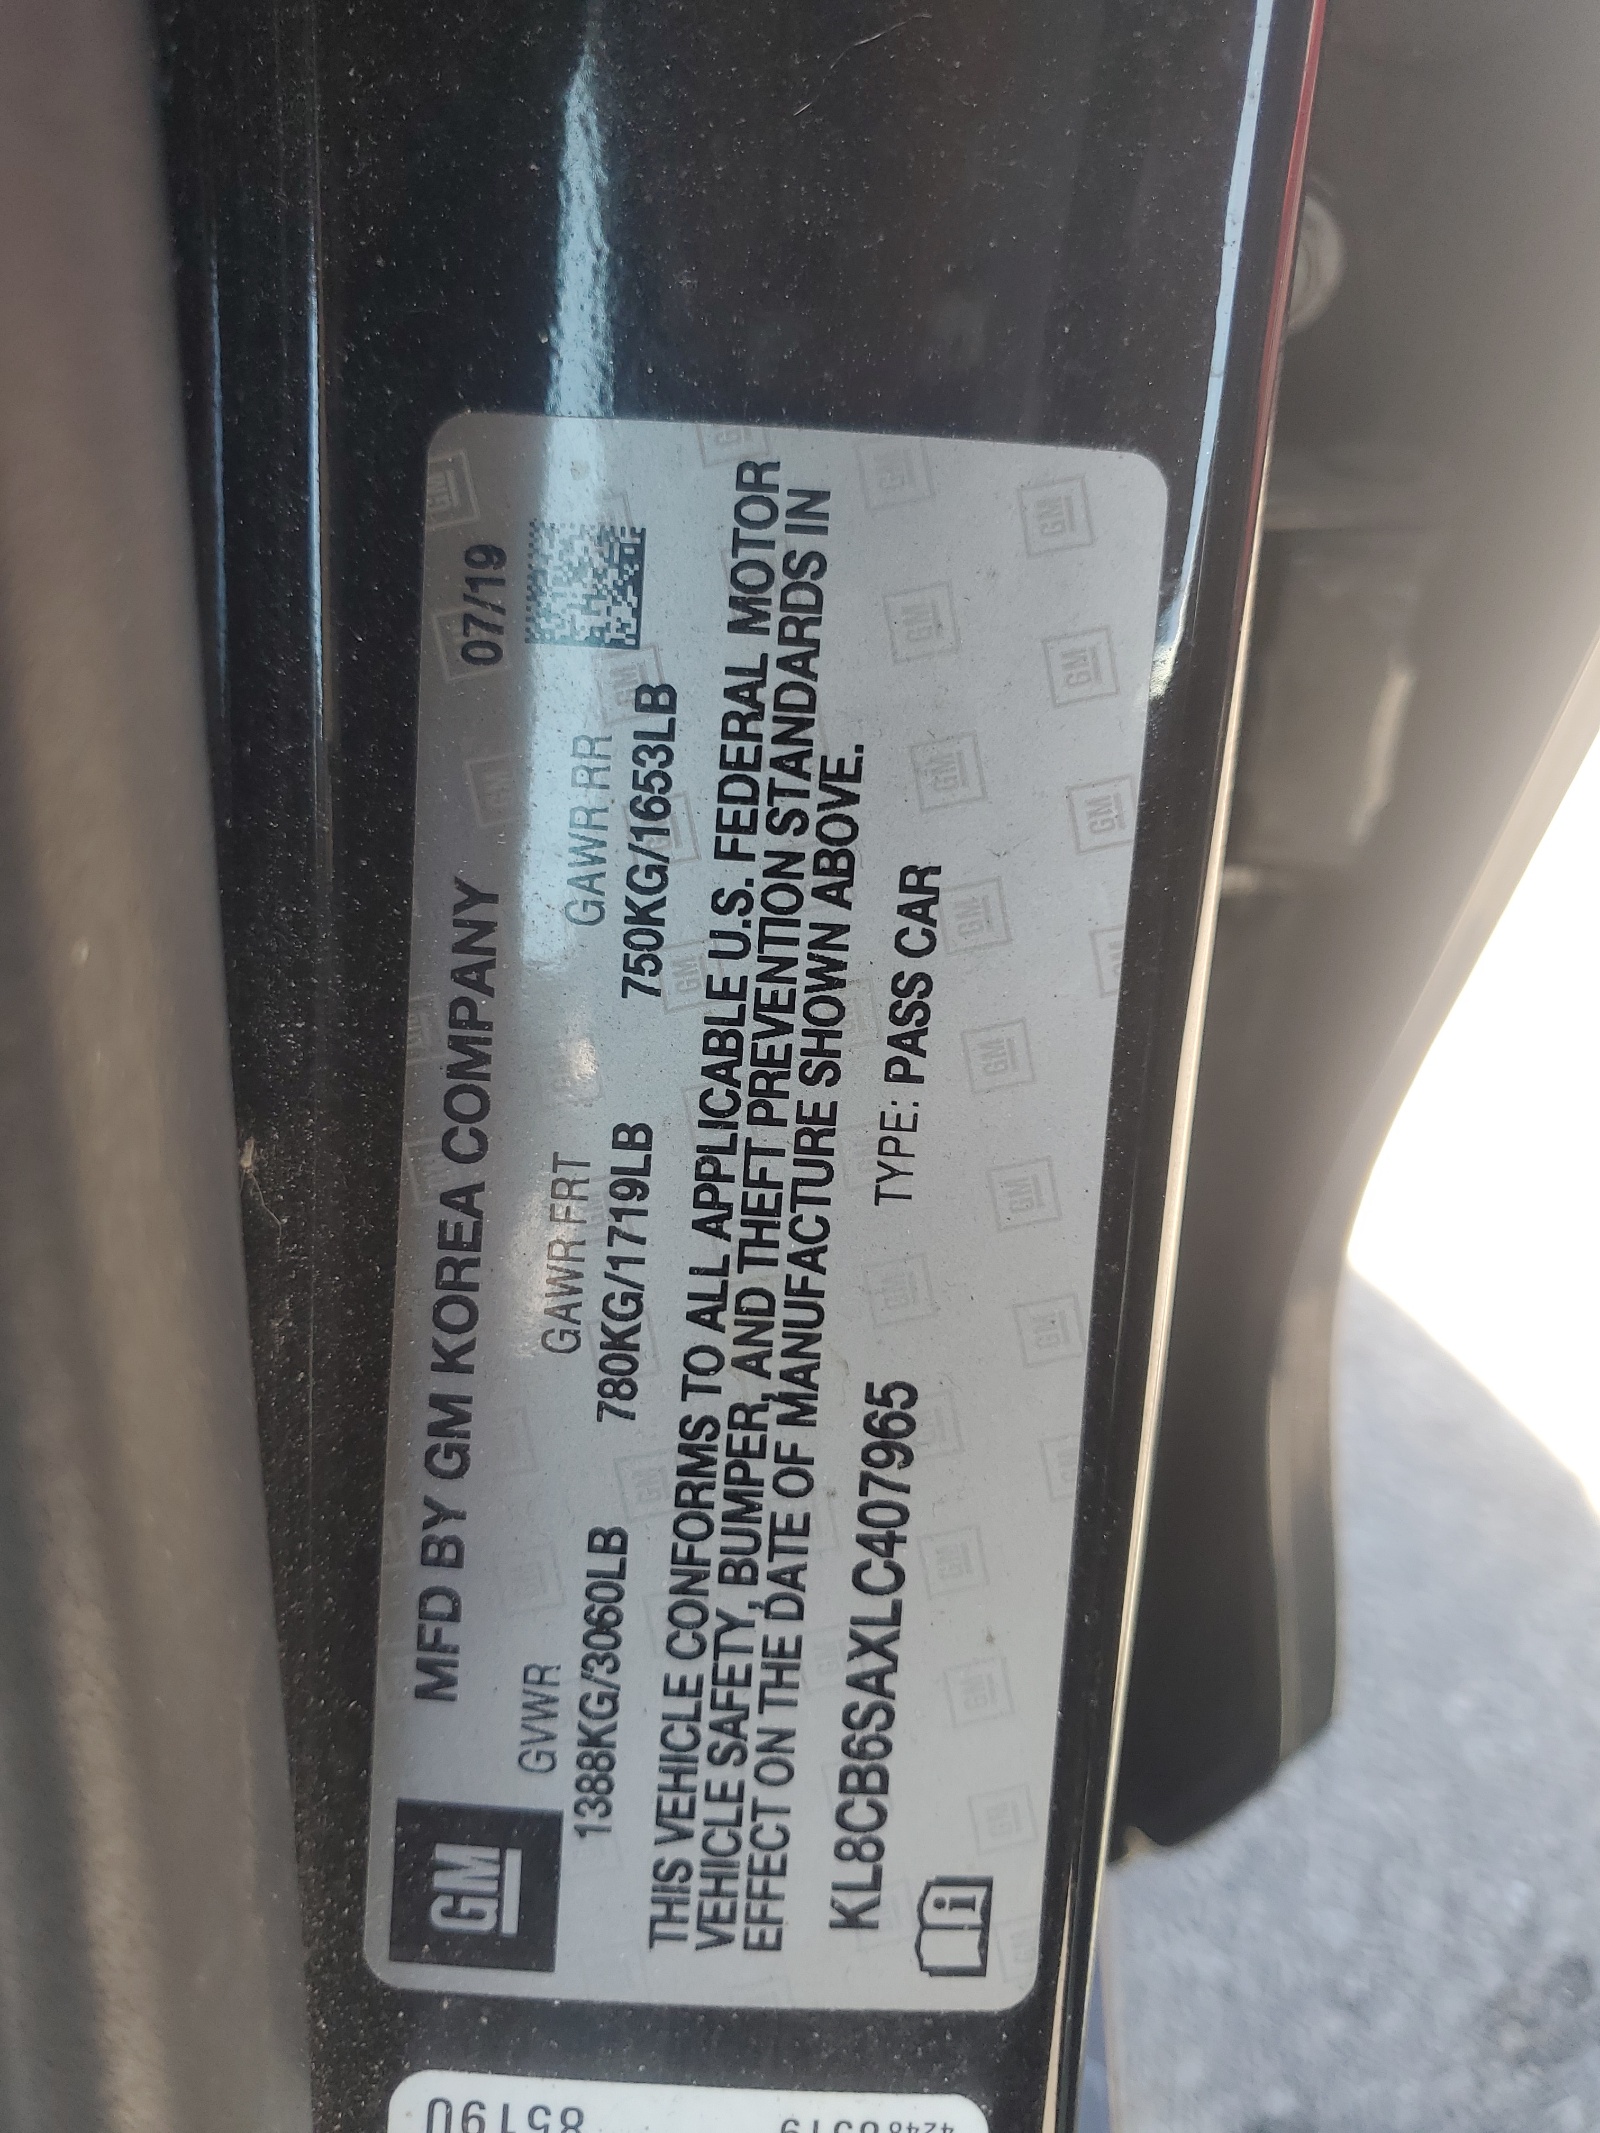 GM
MFD BY GM KOREA COMPANY 07/19
GVWR GAWR FRT GAWR RR
1388KG/3060LB 780KG/1719LB 750KG/1653LB
THIS VEHICLE CONFORMS TO ALL APPLICABLE U.S. FEDERAL MOTOR
VEHICLE SAFETY, BUMPER, AND THEFT PREVENTION STANDARDS IN
EFFECT ON THE DATE OF MANUFACTURE SHOWN ABOVE.
KL8CB6SAXLC407965 TYPE: PASS CAR